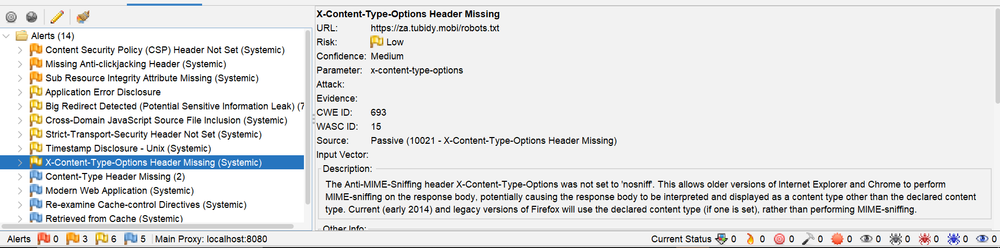 Alerts (14)
Content Security Policy (CSP) Header Not Set (Systemic)
Missing Anti-clickjacking Header (Systemic)
Sub Resource Integrity Attribute Missing (Systemic)
Application Error Disclosure
Big Redirect Detected (Potential Sensitive Information Leak) (7
Cross-Domain JavaScript Source File Inclusion (Systemic)
Strict-Transport-Security Header Not Set (Systemic)
Timestamp Disclosure - Unix (Systemic)
X-Content-Type-Options Header Missing (Systemic)
Content-Type Header Missing (2)
Modern Web Application (Systemic)
Re-examine Cache-control Directives (Systemic)
Retrieved from Cache (Systemic)
X-Content-Type-Options Header Missing
URL: https://za.tubidy.mobi/robots.txt
Risk: Low
Confidence: Medium
Parameter: x-content-type-options
Attack:
Evidence:
CWE ID: 693
WASC ID: 15
Source: Passive (10021 - X-Content-Type-Options Header Missing)
Input Vector:
Description:
The Anti-MIME-Sniffing header X-Content-Type-Options was not set to 'nosniff'. This allows older versions of Internet Explorer and Chrome to perform
MIME-sniffing on the response body, potentially causing the response body to be interpreted and displayed as a content type other than the declared content
type. Current (early 2014) and legacy versions of Firefox will use the declared content type (if one is set), rather than performing MIME-sniffing.
Other Info:
Alerts 0 3 6 5 Main Proxy: localhost:8080 Current Status 0 0 0 0 0 0 0 0 0 0